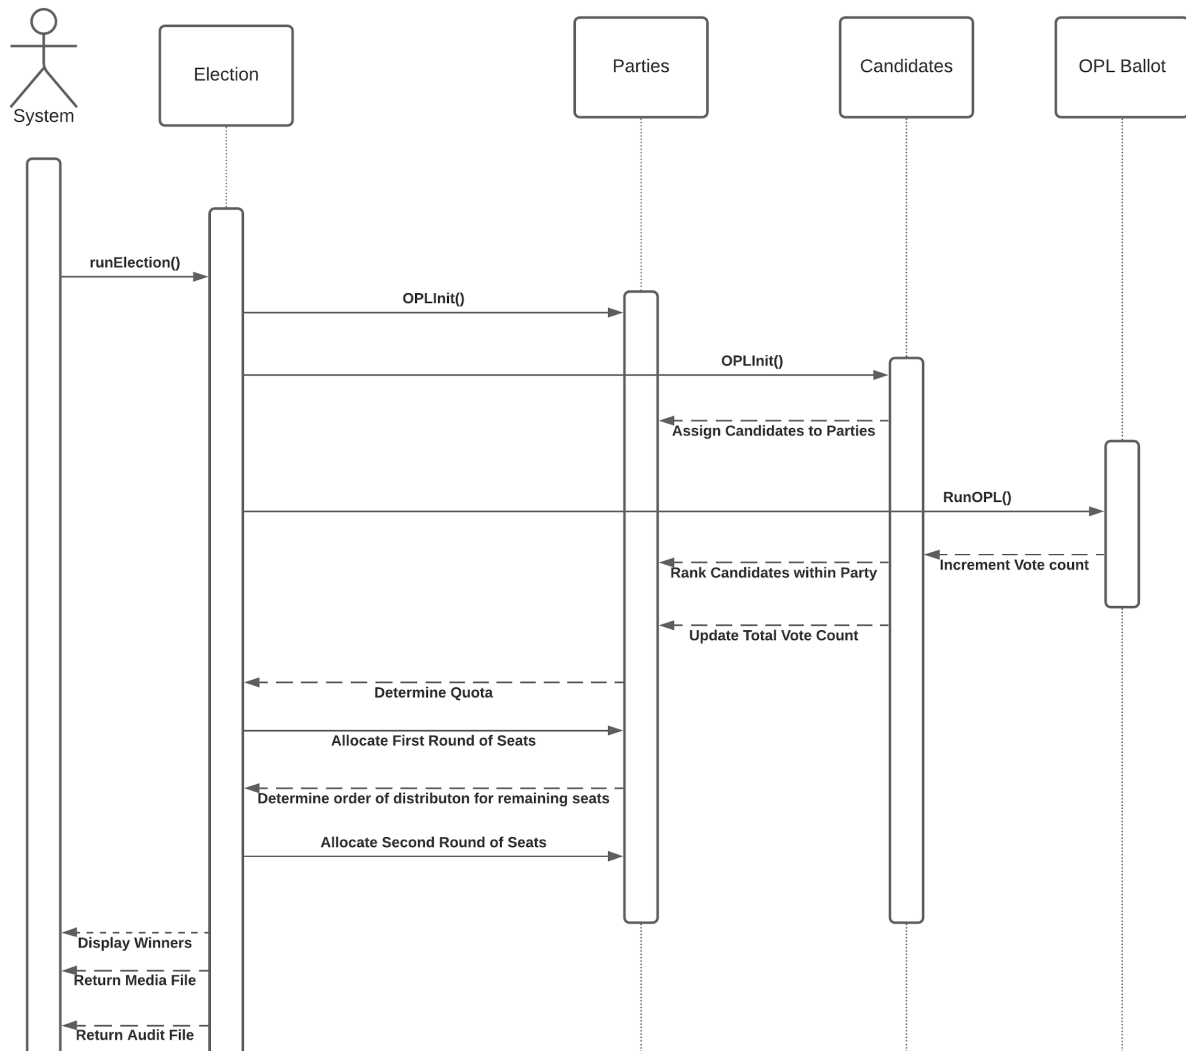 System
Election
Parties
Candidates
OPL Ballot
runElection()
OPLInit()
OPLInit()
Assign Candidates to Parties
RunOPL()
Increment Vote count
Rank Candidates within Party
Update Total Vote Count
Determine Quota
Allocate First Round of Seats
Determine order of distributon for remaining seats
Allocate Second Round of Seats
Display Winners
Return Media File
Return Audit File